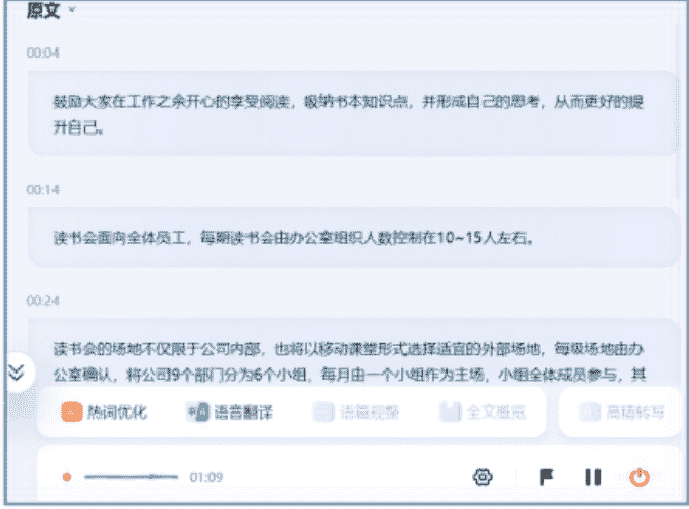 原文
00:04
鼓励大家在工作之余开心的享受阅读，吸纳书本知识点，并形成自己的思考，从而更好的提
升自己。
00:14
读书会面向全体员工，每期读书会由办公室组织人数控制在10~15人左右。
00:24
读书会的场地不仅限于公司内部，也将以移动课堂形式选择适宜的外部场地，每级场地由办
公室确认，将公司9个部门分为6个小组，每月由一个小组作为主场，小组全体成员参与，其
热词优化 语音翻译 全文概览 高精转写
01:09